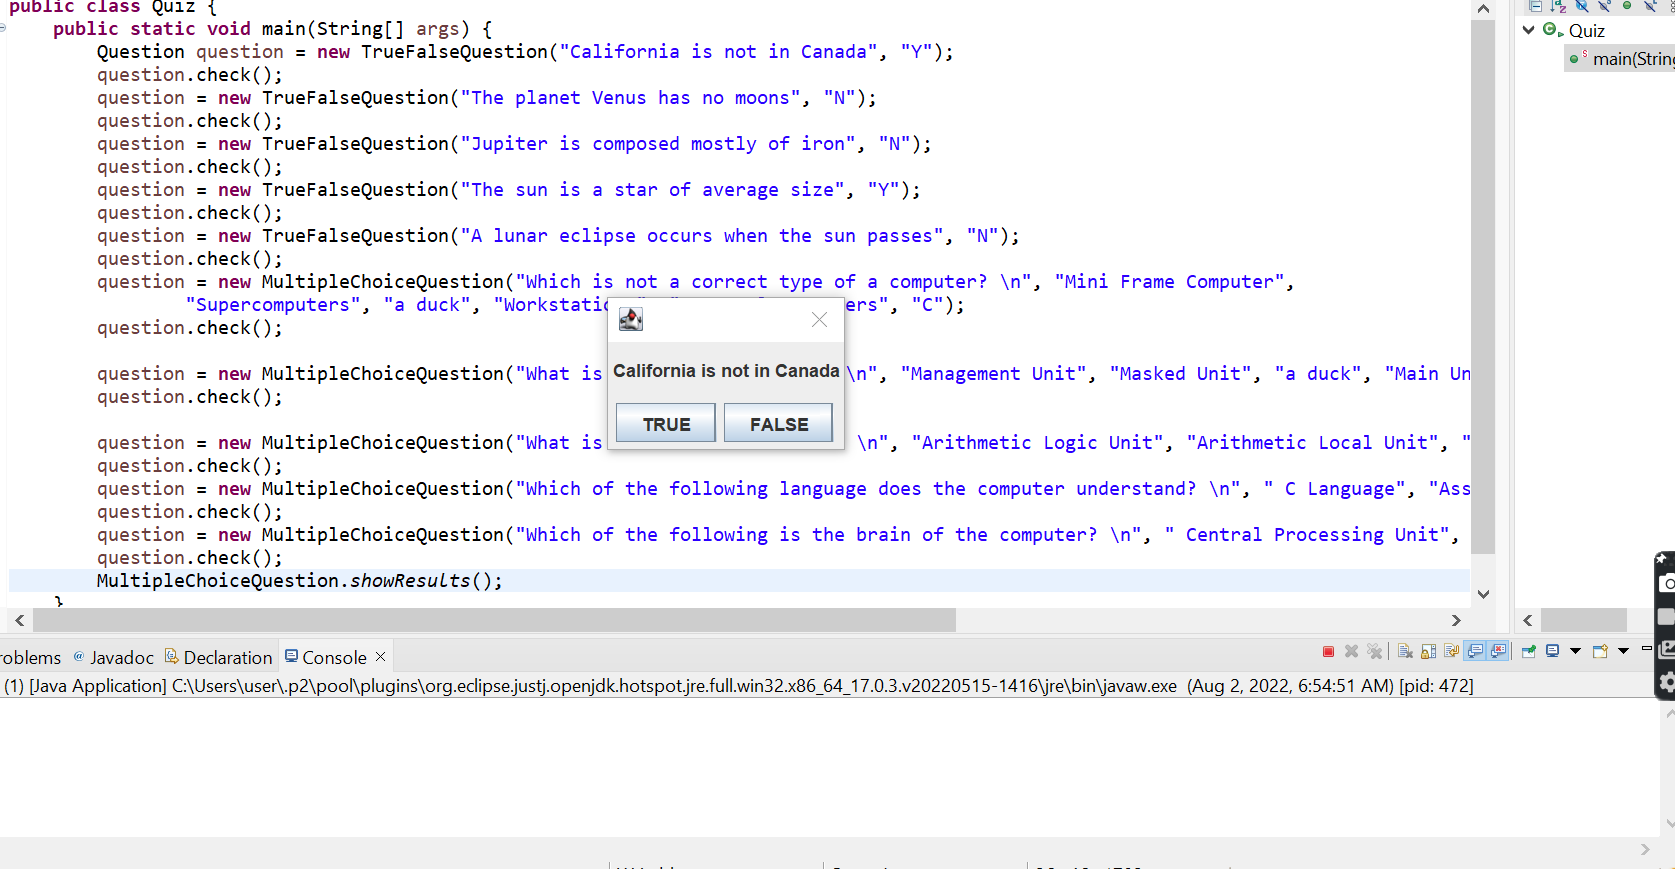 public class Quiz {
public static void main(String[] args) {
Question question = new TrueFalseQuestion("California is not in Canada", "Y");
question.check();
question = new TrueFalseQuestion("The planet Venus has no moons", "N");
question.check();
question = new TrueFalseQuestion("Jupiter is composed mostly of iron", "N");
question.check();
question = new TrueFalseQuestion("The sun is a star of average size", "Y");
question.check();
question = new TrueFalseQuestion("A lunar eclipse occurs when the sun passes", "N");
question.check();
question = new MultipleChoiceQuestion("Which is not a correct type of a computer? \n", "Mini Frame Computer",
"Supercomputers", "a duck", "Workstatio ers", "C");
question.check();
question = new MultipleChoiceQuestion("What is \n", "Management Unit", "Masked Unit", "a duck", "Main Un
question.check();
question = new MultipleChoiceQuestion("What is \n", "Arithmetic Logic Unit", "Arithmetic Local Unit", "
question.check();
question = new MultipleChoiceQuestion("Which of the following language does the computer understand? \n", " C Language", "Ass
question.check();
question = new MultipleChoiceQuestion("Which of the following is the brain of the computer? \n", " Central Processing Unit",
question.check();
MultipleChoiceQuestion.showResults();
}
California is not in Canada
TRUE FALSE
Quiz
main(String
roblems @ Javadoc Declaration Console
(1) [Java Application] C:\Users\user\.p2\pool\plugins\org.eclipse.justj.openjdk.hotspot.jre.full.win32.x86_64_17.0.3.v20220515-1416\jre\bin\javaw.exe (Aug 2, 2022, 6:54:51 AM) [pid: 472]